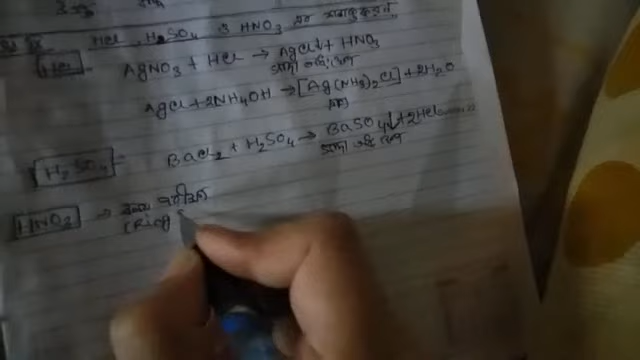 HCl, H₂SO₄ ও HNO₃ এর সনাক্তকরণ
HCl
AgNO₃ + HCl → AgCl↓ + HNO₃
সাদা অধঃক্ষেপ
AgCl + 2NH₄OH → [Ag(NH₃)₂Cl] + 2H₂O
H₂SO₄ -
BaCl₂ + H₂SO₄ → BaSO₄↓ + 2HCl
সাদা অধঃক্ষেপ
HNO₃ → বলয় পরীক্ষা
(Ring